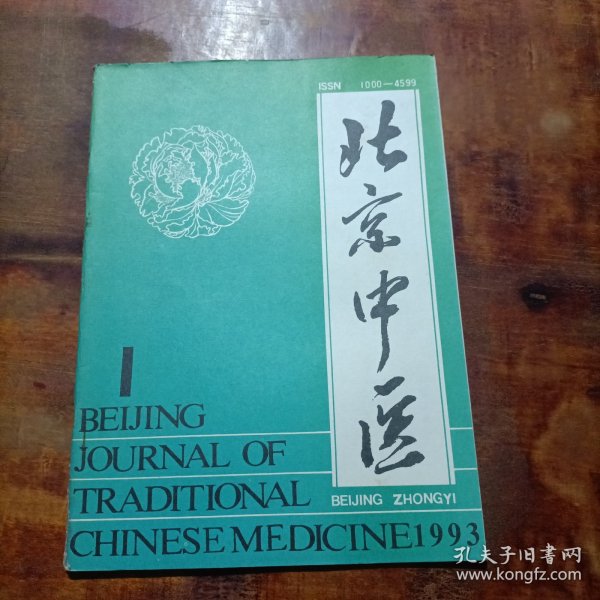 ISSN 1000—4599
北京中医
BEIJING ZHONGYI
1
BEIJING
JOURNAL OF
TRADITIONAL
CHINESE MEDICINE 1993
孔夫子旧書网
www.kongfz.com